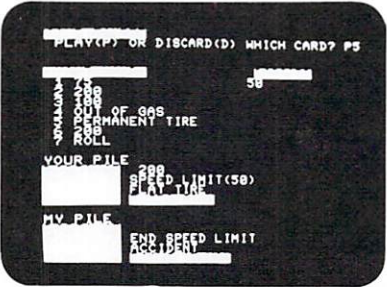 PLAY(P) OR DISCARD(D) WHICH CARD? P5
50
1 75
2 200
3 100
4 OUT OF GAS
5 PERMANENT TIRE
6 200
7 ROLL
YOUR PILE
200
SPEED LIMIT(50)
FLAT TIRE
MY PILE
END SPEED LIMIT
ACCIDENT